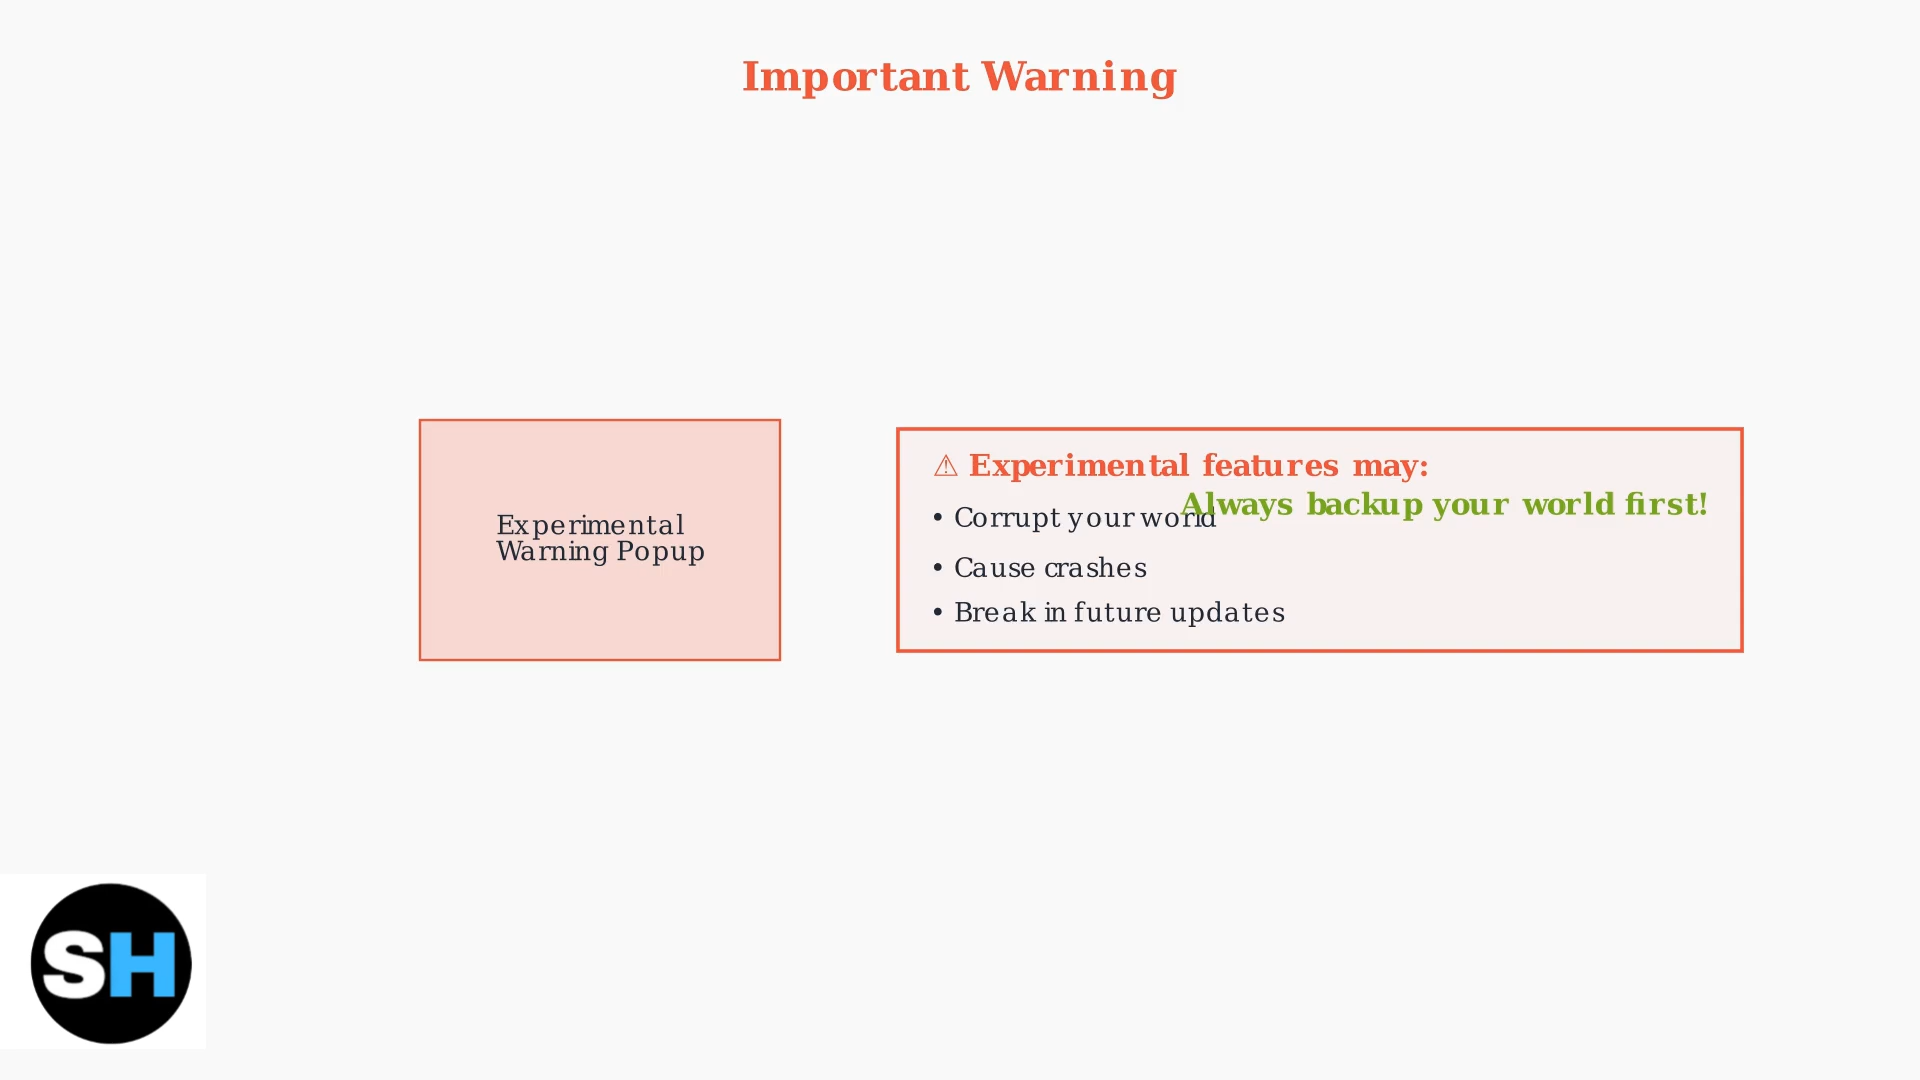 Important Warning
Experimental
Warning Popup
⚠ Experimental features may:
Always backup your world first!
• Corrupt your world
• Cause crashes
• Break in future updates
SH